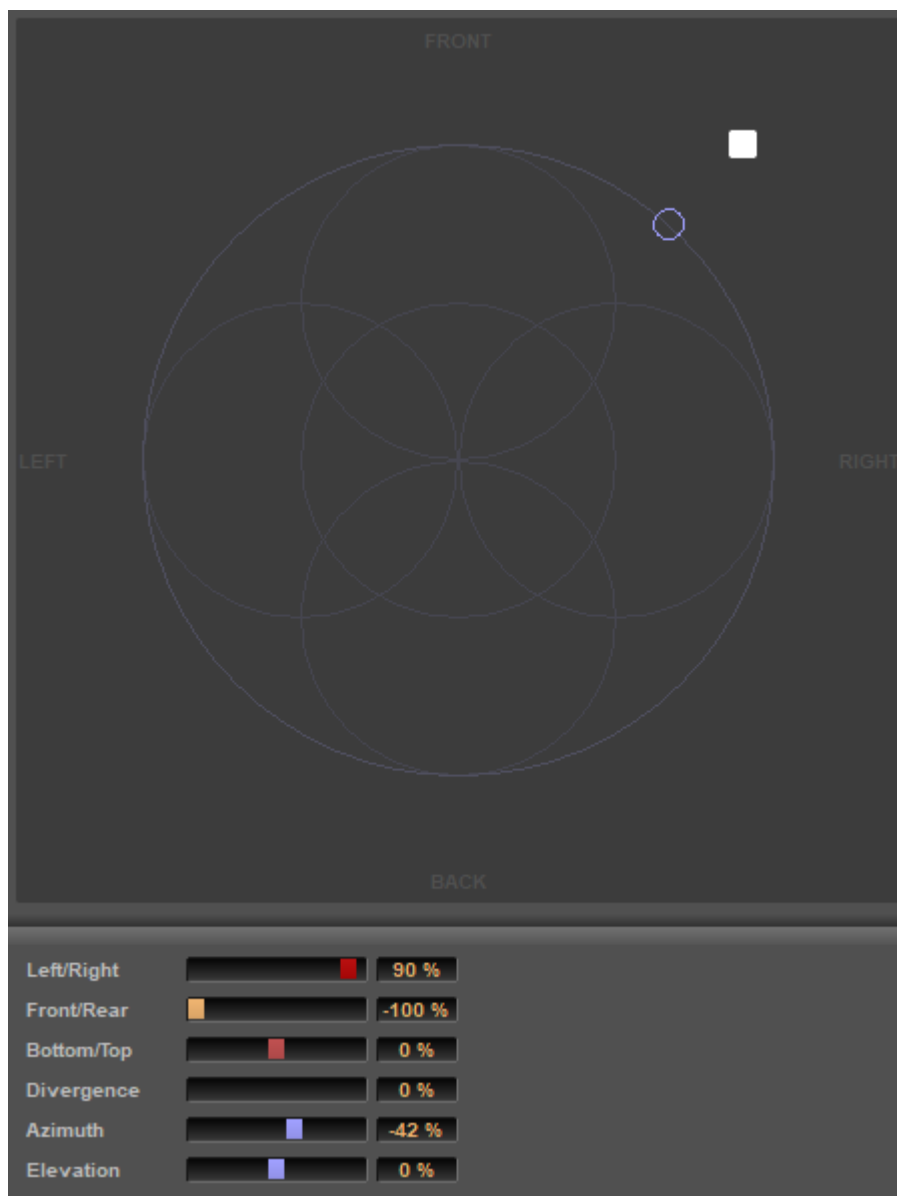 FRONT
LEFT RIGHT
BACK
Left/Right 90 %
Front/Rear -100 %
Bottom/Top 0 %
Divergence 0 %
Azimuth -42 %
Elevation 0 %